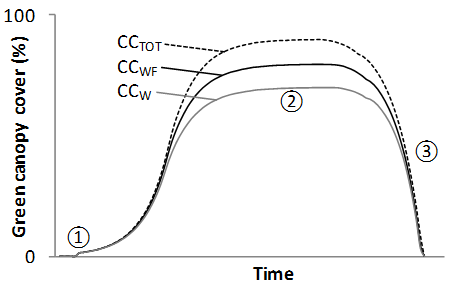 100
CCTOT
CCWF
CCW
②
③
①
0
Green canopy cover (%)
Time